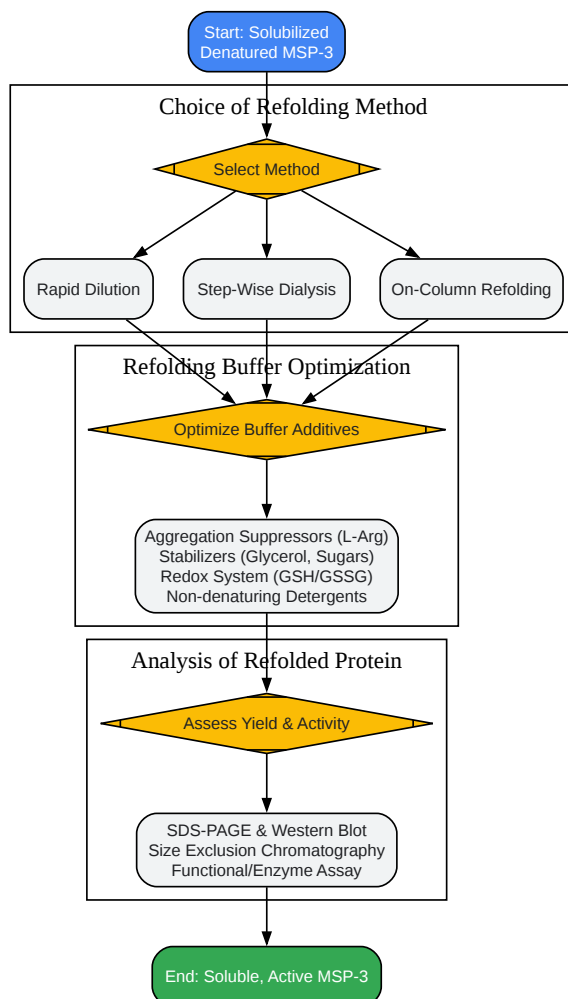 Start: Solubilized
Denatured MSP-3
Choice of Refolding Method
Select Method
Rapid Dilution
Step-Wise Dialysis
On-Column Refolding
Refolding Buffer Optimization
Optimize Buffer Additives
Aggregation Suppressors (L-Arg)
Stabilizers (Glycerol, Sugars)
Redox System (GSH/GSSG)
Non-denaturing Detergents
Analysis of Refolded Protein
Assess Yield & Activity
SDS-PAGE & Western Blot
Size Exclusion Chromatography
Functional/Enzyme Assay
End: Soluble, Active MSP-3